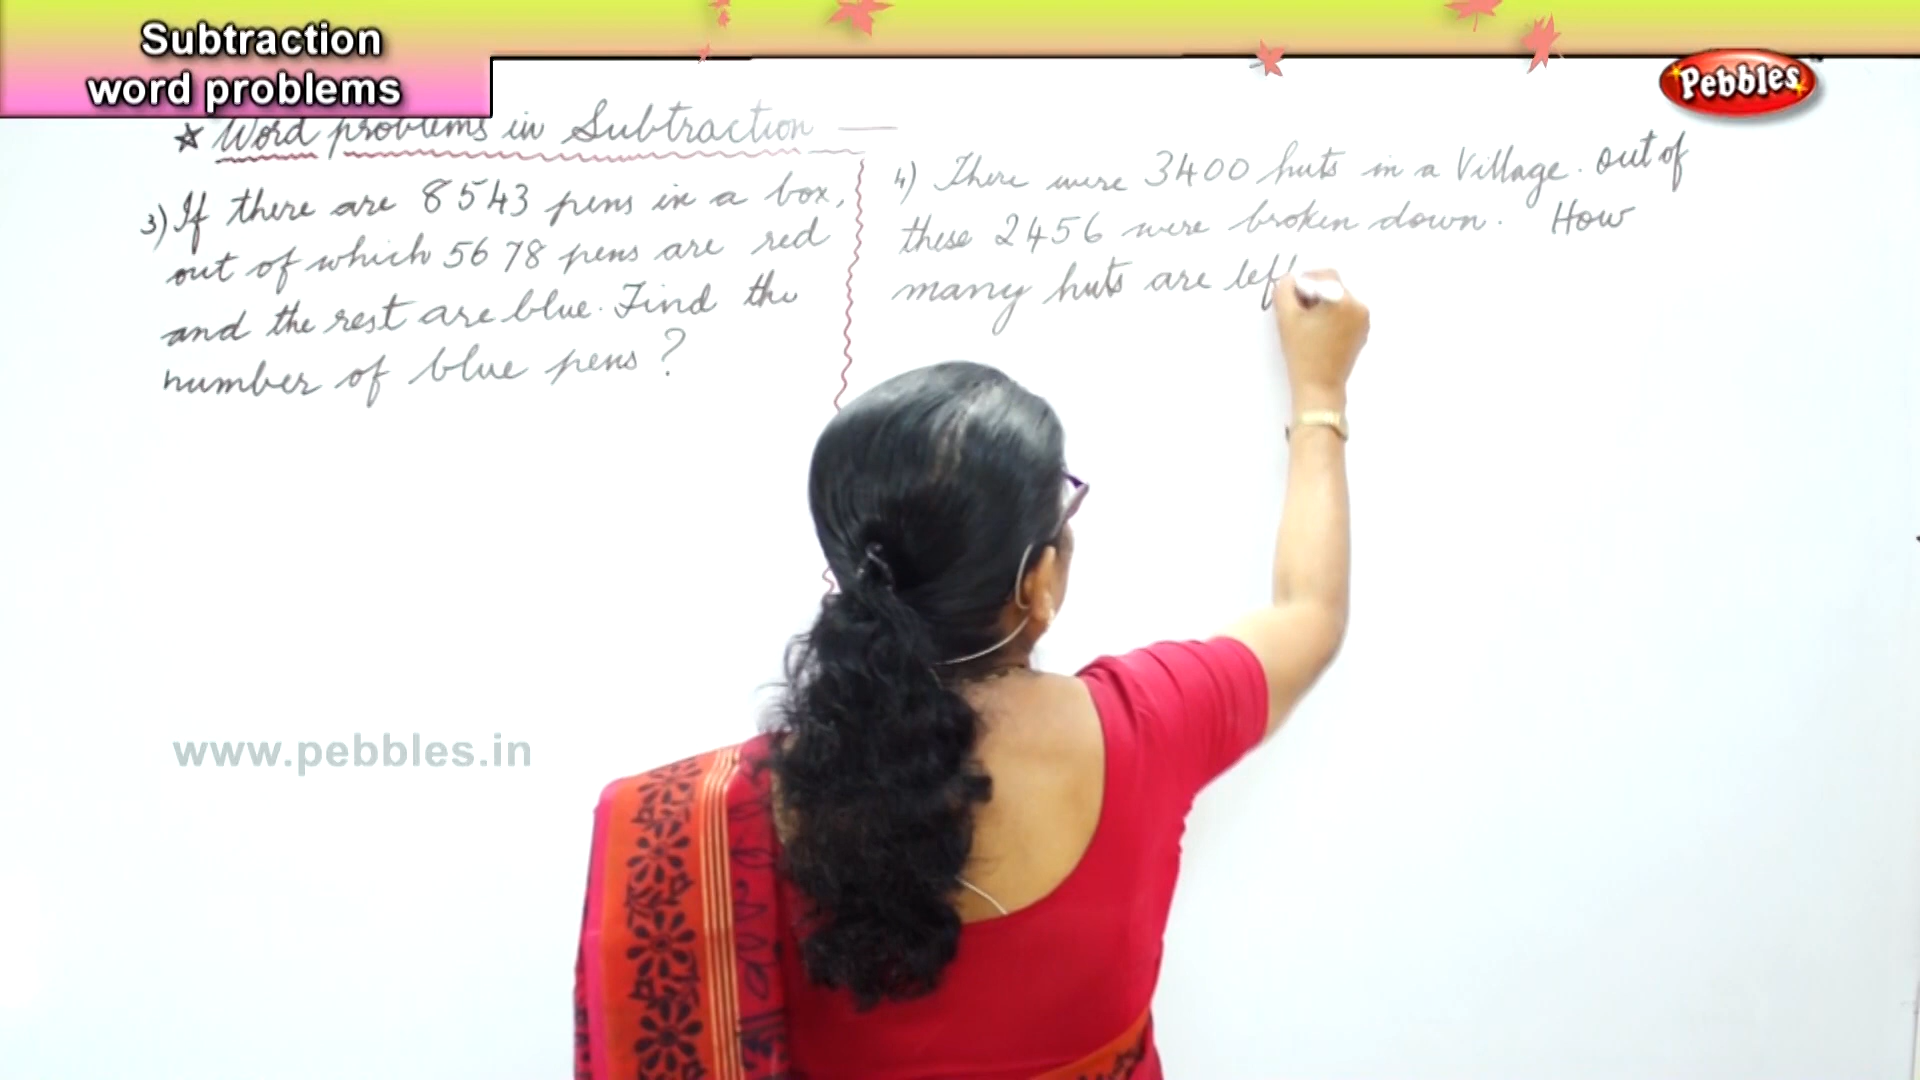 Subtraction
word problems
Pebbles
★ Word problems in Subtraction —
3) If there are 8543 pens in a box,
out of which 5678 pens are red
and the rest are blue. Find the
number of blue pens ?
4) There were 3400 huts in a Village. out of
these 2456 were broken down. How
many huts are left
www.pebbles.in